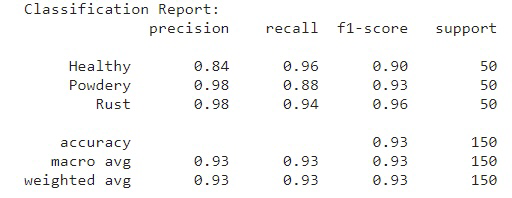 Classification Report:
precision recall f1-score support
Healthy 0.84 0.96 0.90 50
Powdery 0.98 0.88 0.93 50
Rust 0.98 0.94 0.96 50
accuracy 0.93 150
macro avg 0.93 0.93 0.93 150
weighted avg 0.93 0.93 0.93 150